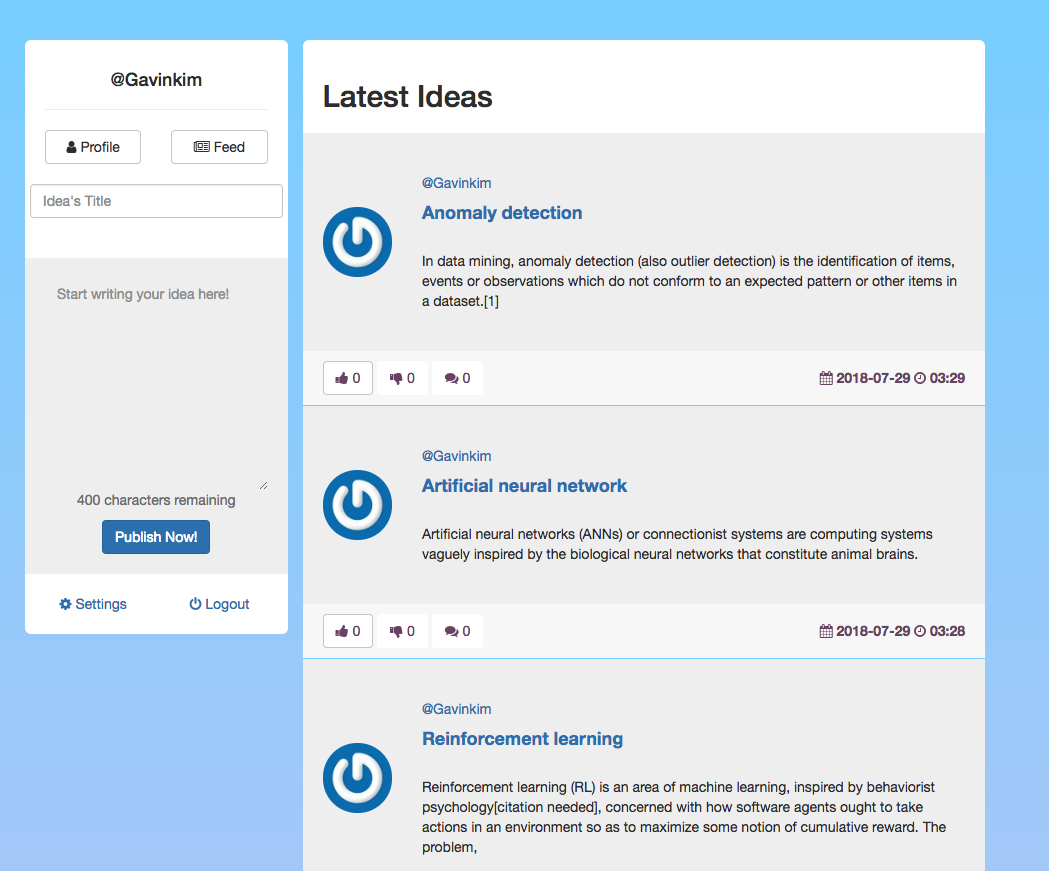 @Gavinkim
Profile
Feed
Idea's Title
Start writing your idea here!
400 characters remaining
Publish Now!
Settings
Logout
Latest Ideas
@Gavinkim
Anomaly detection
In data mining, anomaly detection (also outlier detection) is the identification of items,
events or observations which do not conform to an expected pattern or other items in
a dataset.[1]
0 0 0 2018-07-29 03:29
@Gavinkim
Artificial neural network
Artificial neural networks (ANNs) or connectionist systems are computing systems
vaguely inspired by the biological neural networks that constitute animal brains.
0 0 0 2018-07-29 03:28
@Gavinkim
Reinforcement learning
Reinforcement learning (RL) is an area of machine learning, inspired by behaviorist
psychology[citation needed], concerned with how software agents ought to take
actions in an environment so as to maximize some notion of cumulative reward. The
problem,